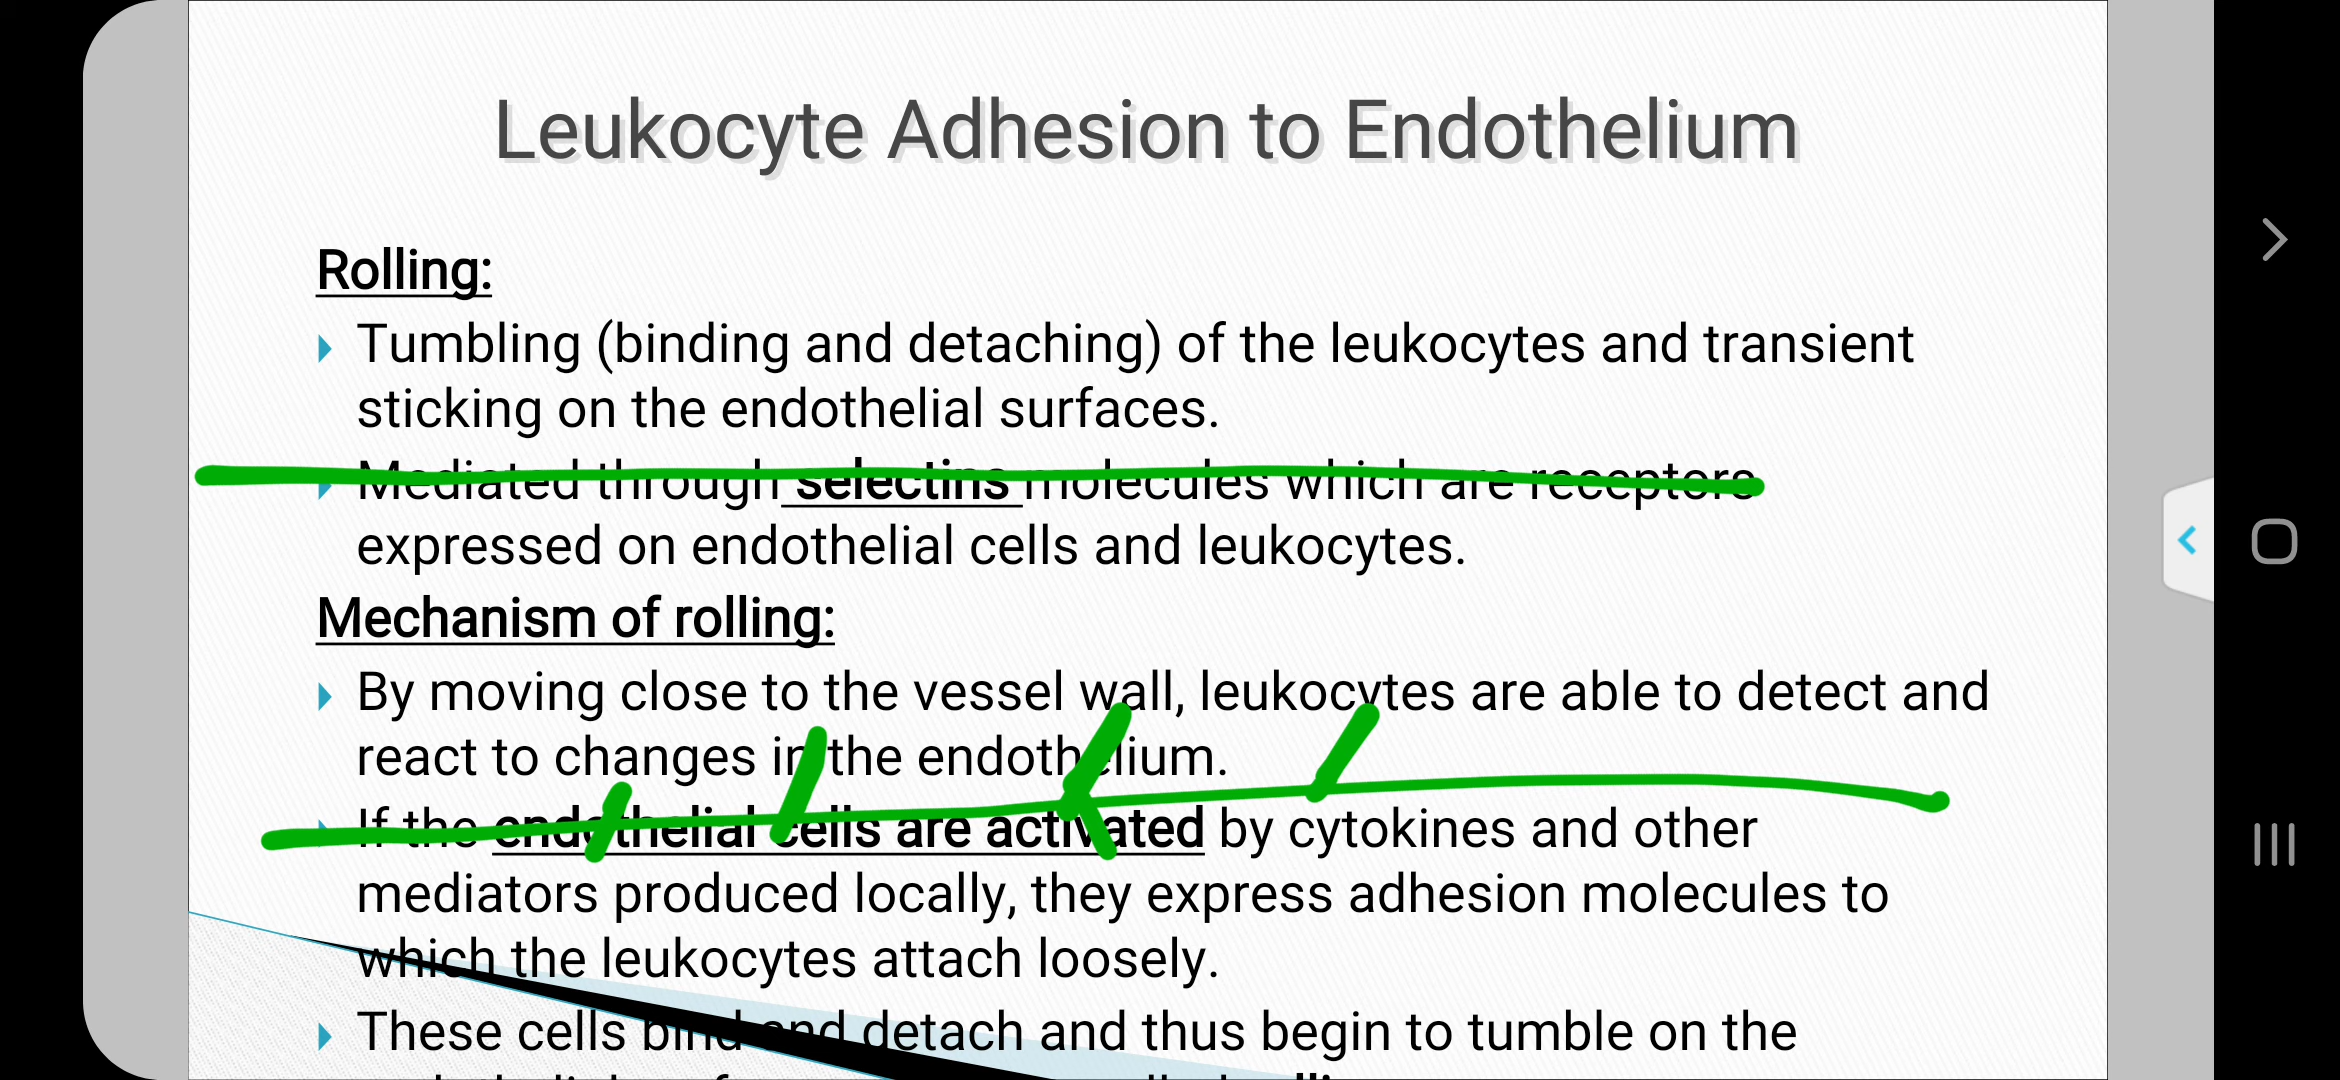 Leukocyte Adhesion to Endothelium
Rolling:
Tumbling (binding and detaching) of the leukocytes and transient
sticking on the endothelial surfaces.
Mediated through selectins molecules which are receptors
expressed on endothelial cells and leukocytes.
Mechanism of rolling:
By moving close to the vessel wall, leukocytes are able to detect and
react to changes in the endothelium.
If the endothelial cells are activated by cytokines and other
mediators produced locally, they express adhesion molecules to
which the leukocytes attach loosely.
These cells bind and detach and thus begin to tumble on the